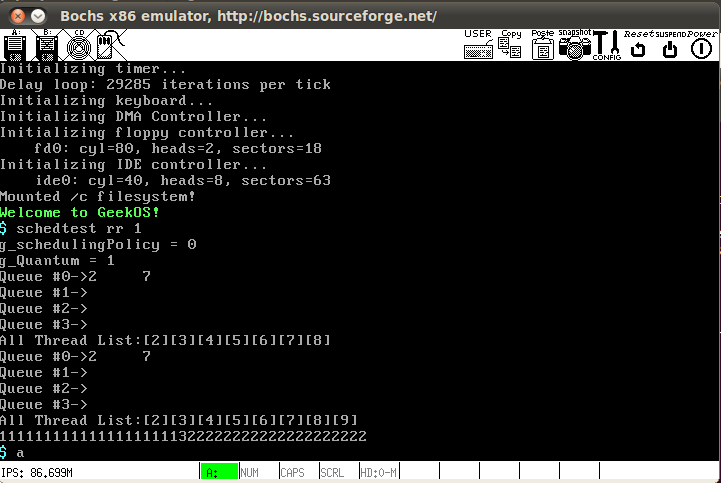 Bochs x86 emulator, http://bochs.sourceforge.net/
A: B: CD USER Copy Paste snapshot CONFIG Reset SUSPEND Power
Initializing timer...
Delay loop: 29285 iterations per tick
Initializing keyboard...
Initializing DMA Controller...
Initializing floppy controller...
    fd0: cyl=80, heads=2, sectors=18
Initializing IDE controller...
    ide0: cyl=40, heads=8, sectors=63
Mounted /c filesystem!
Welcome to GeekOS!
$ schedtest rr 1
g_schedulingPolicy = 0
g_Quantum = 1
Queue #0->2     7
Queue #1->
Queue #2->
Queue #3->
All Thread List:[2][3][4][5][6][7][8]
Queue #0->2     7
Queue #1->
Queue #2->
Queue #3->
All Thread List:[2][3][4][5][6][7][8][9]
11111111111111111111322222222222222222222
$ a
IPS: 86.699M A: NUM CAPS SCRL HD:0-M